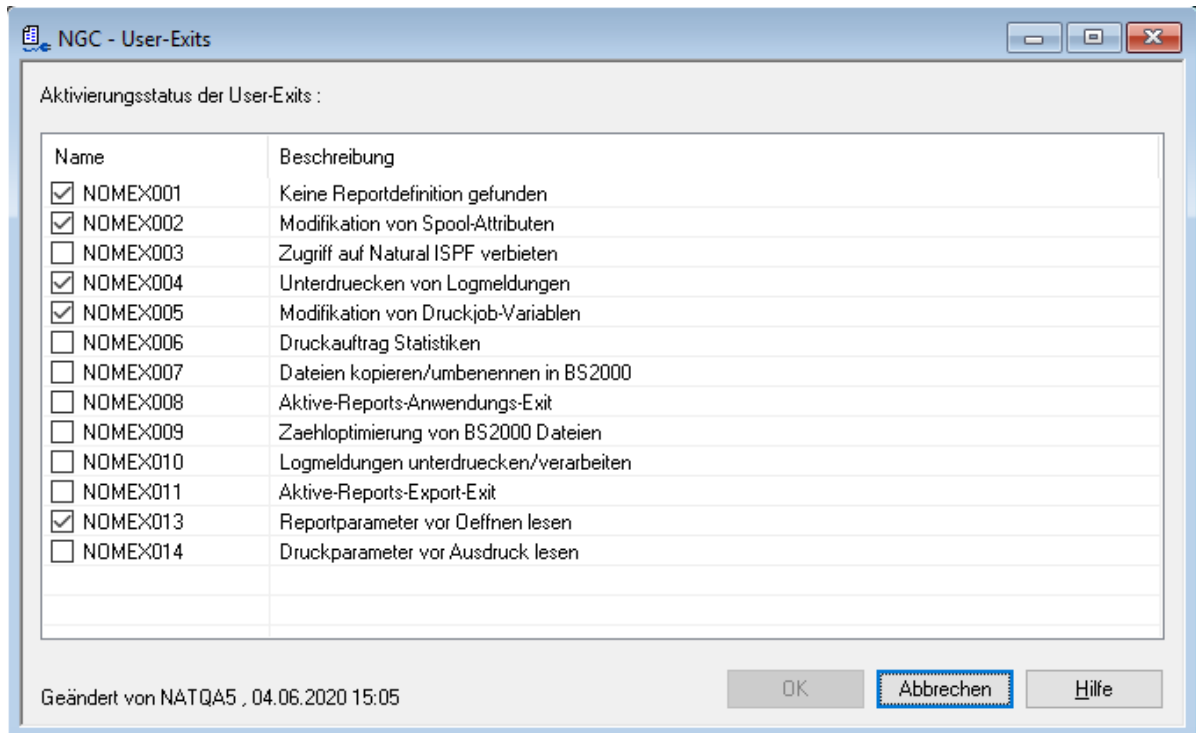 NGC - User-Exits
Aktivierungsstatus der User-Exits :
Name Beschreibung
NOMEX001 Keine Reportdefinition gefunden
NOMEX002 Modifikation von Spool-Attributen
NOMEX003 Zugriff auf Natural ISPF verbieten
NOMEX004 Unterdruecken von Logmeldungen
NOMEX005 Modifikation von Druckjob-Variablen
NOMEX006 Druckauftrag Statistiken
NOMEX007 Dateien kopieren/umbenennen in BS2000
NOMEX008 Aktive-Reports-Anwendungs-Exit
NOMEX009 Zaehloptimierung von BS2000 Dateien
NOMEX010 Logmeldungen unterdruecken/verarbeiten
NOMEX011 Aktive-Reports-Export-Exit
NOMEX013 Reportparameter vor Oeffnen lesen
NOMEX014 Druckparameter vor Ausdruck lesen
Geändert von NATQA5 , 04.06.2020 15:05 OK Abbrechen Hilfe